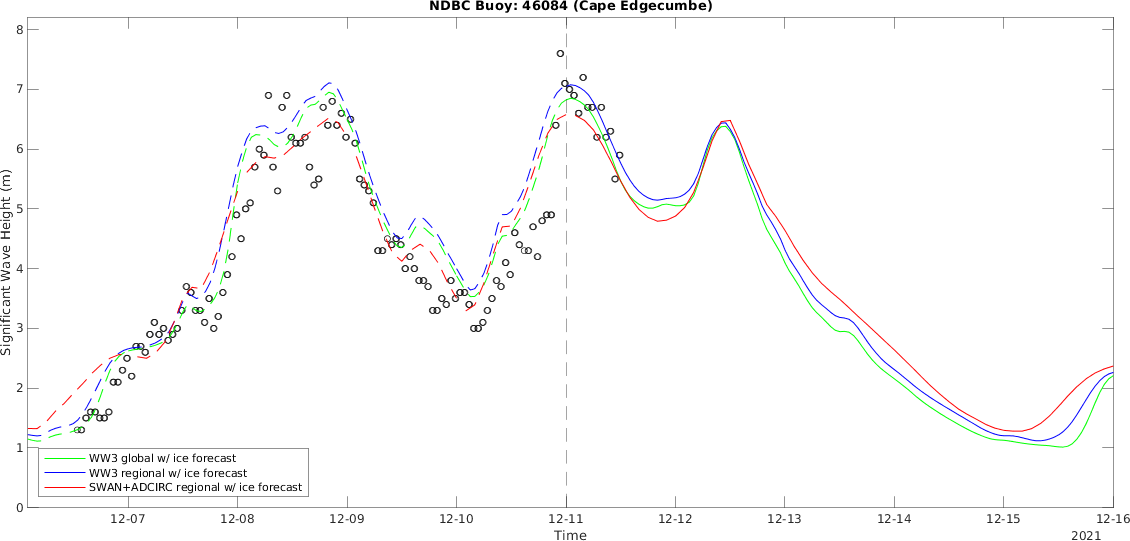 NDBC Buoy: 46084 (Cape Edgecumbe)
8
7
6
5
4
3
2
1
0
Significant Wave Height (m)
WW3 global w/ ice forecast
WW3 regional w/ ice forecast
SWAN+ADCIRC regional w/ ice forecast
12-07 12-08 12-09 12-10 12-11 12-12 12-13 12-14 12-15 12-16
Time
2021